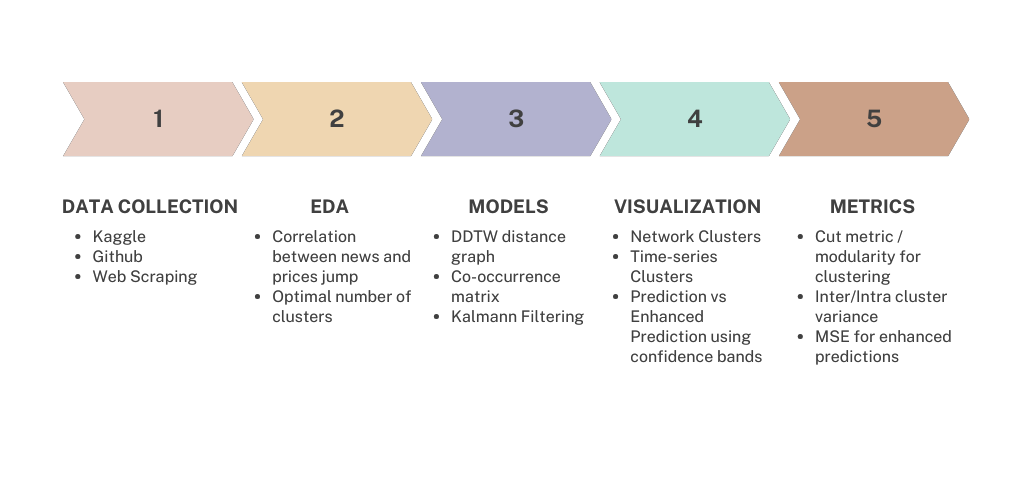 1
2
3
4
5
DATA COLLECTION
• Kaggle
• Github
• Web Scraping
EDA
• Correlation
between news and
prices jump
• Optimal number of
clusters
MODELS
• DDTW distance
graph
• Co-occurrence
matrix
• Kalmann Filtering
VISUALIZATION
• Network Clusters
• Time-series
Clusters
• Prediction vs
Enhanced
Prediction using
confidence bands
METRICS
• Cut metric /
modularity for
clustering
• Inter/Intra cluster
variance
• MSE for enhanced
predictions